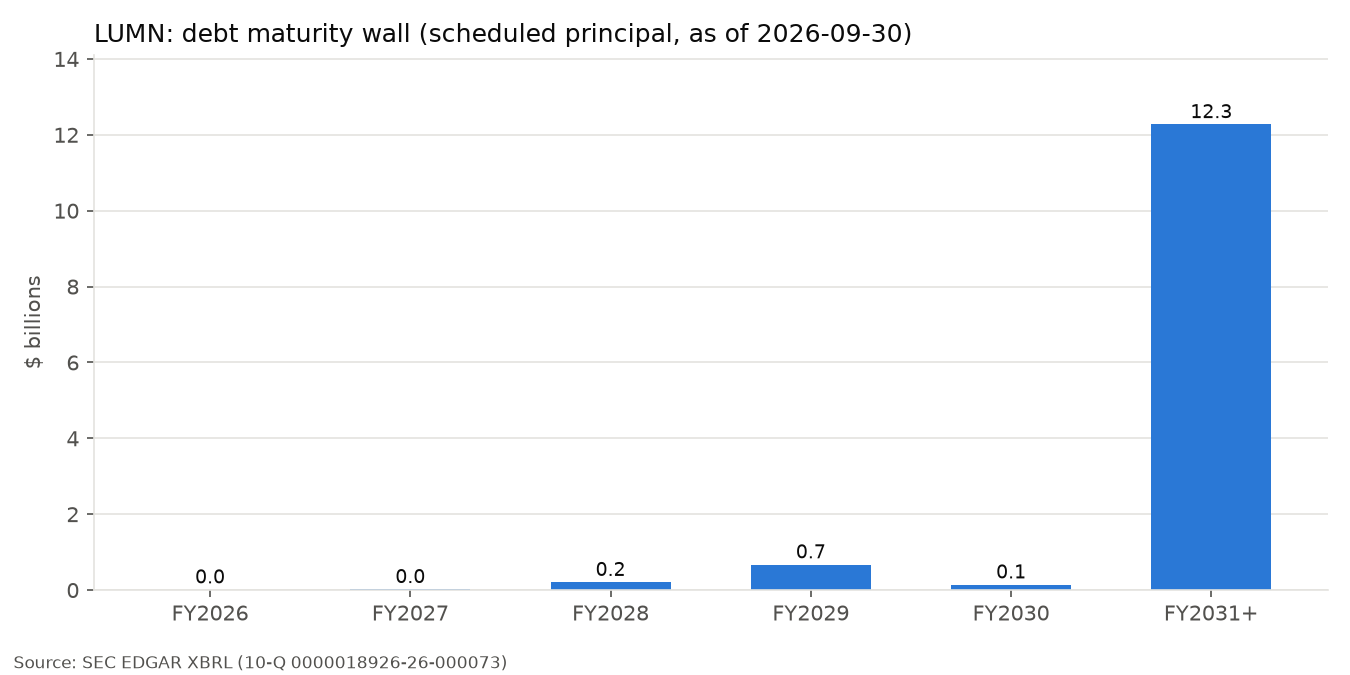 LUMN: debt maturity wall (scheduled principal, as of 2026-09-30)
14
12
10
8
6
4
2
0
$ billions
0.0
0.0
0.2
0.7
0.1
12.3
FY2026
FY2027
FY2028
FY2029
FY2030
FY2031+
Source: SEC EDGAR XBRL (10-Q 0000018926-26-000073)